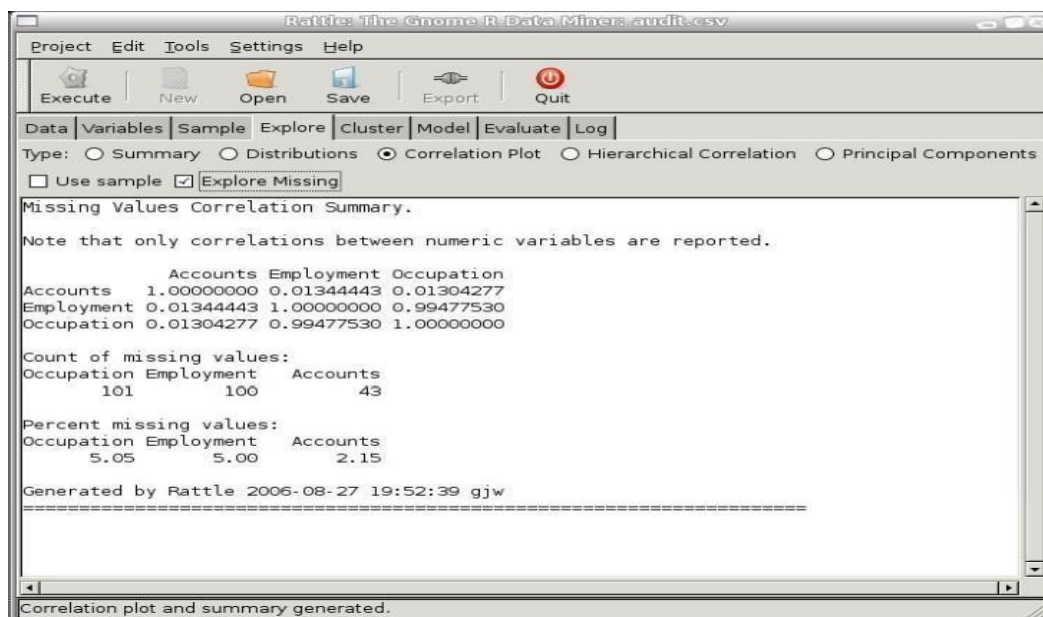 Rattle: The Gnome R Data Miner: audit.csv
Project Edit Tools Settings Help
Execute New Open Save Export Quit
Data Variables Sample Explore Cluster Model Evaluate Log
Type: Summary Distributions Correlation Plot Hierarchical Correlation Principal Components
Use sample Explore Missing
Missing Values Correlation Summary.
Note that only correlations between numeric variables are reported.
Accounts Employment Occupation
Accounts 1.00000000 0.01344443 0.01304277
Employment 0.01344443 1.00000000 0.99477530
Occupation 0.01304277 0.99477530 1.00000000
Count of missing values:
Occupation Employment Accounts
101 100 43
Percent missing values:
Occupation Employment Accounts
5.05 5.00 2.15
Generated by Rattle 2006-08-27 19:52:39 gjw
======================================================================
Correlation plot and summary generated.